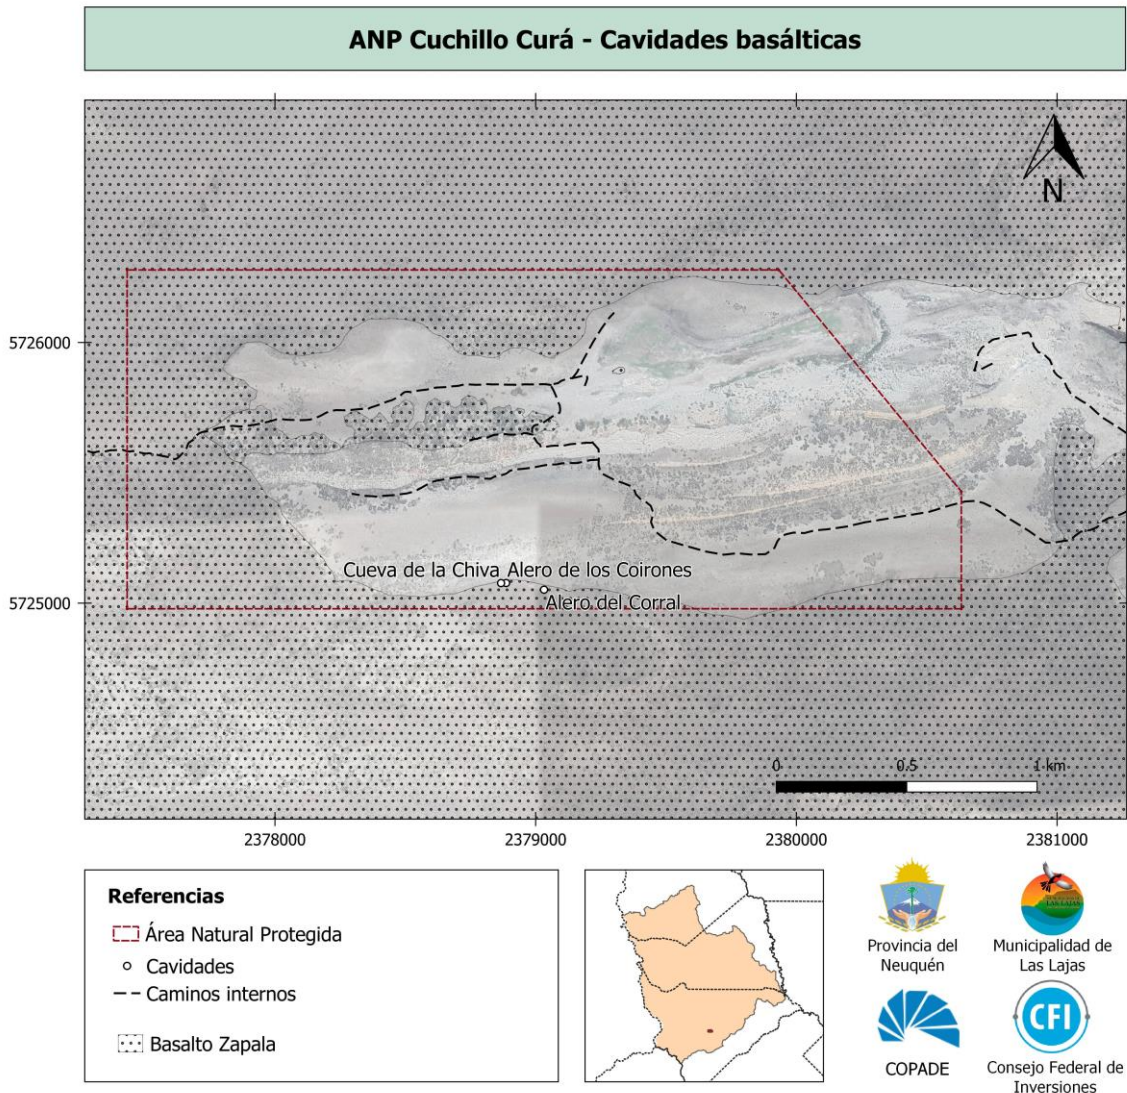 ANP Cuchillo Curá - Cavidades basálticas
N
5726000
Cueva de la Chiva Alero de los Coirones
5725000
Alero del Corral
0 0.5 1 km
2378000 2379000 2380000 2381000
Referencias
Área Natural Protegida
Cavidades
Caminos internos
Basalto Zapala
Provincia del
Neuquén
Municipalidad de
Las Lajas
COPADE
CFI
Consejo Federal de
Inversiones